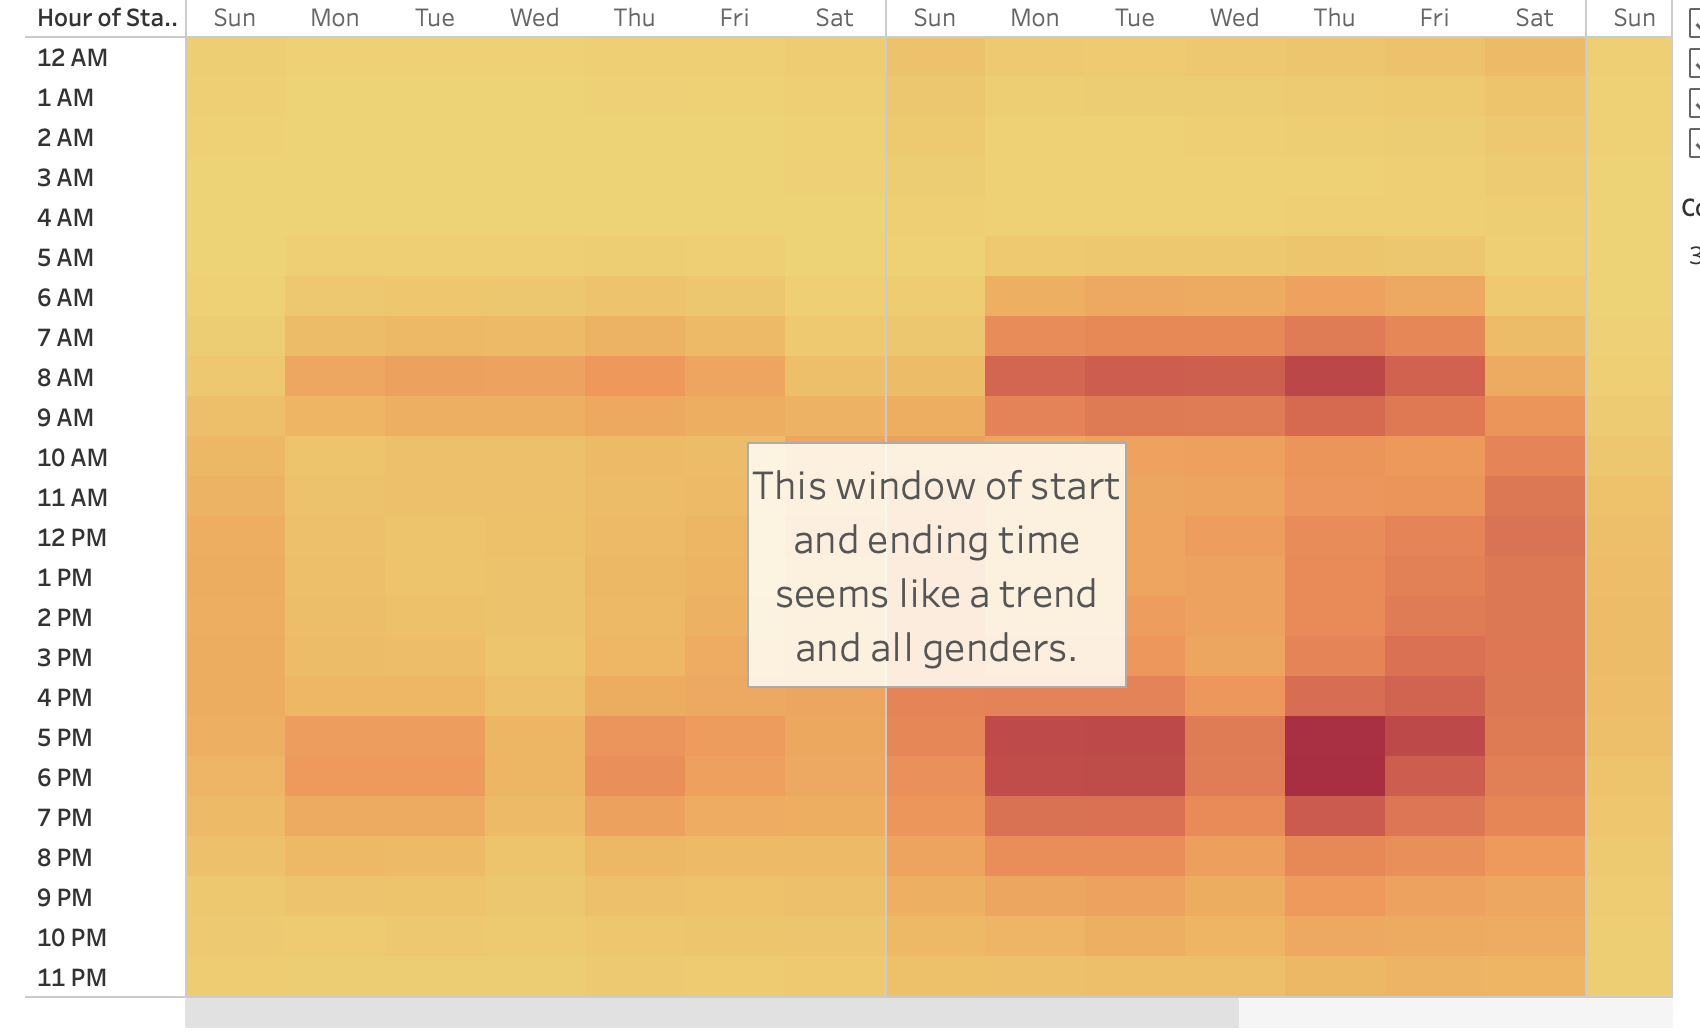 Hour of Sta.. Sun Mon Tue Wed Thu Fri Sat Sun Mon Tue Wed Thu Fri Sat Sun
12 AM
1 AM
2 AM
3 AM
4 AM
5 AM
6 AM
7 AM
8 AM
9 AM
10 AM
11 AM
12 PM
1 PM
2 PM
3 PM
4 PM
5 PM
6 PM
7 PM
8 PM
9 PM
10 PM
11 PM
This window of start
and ending time
seems like a trend
and all genders.